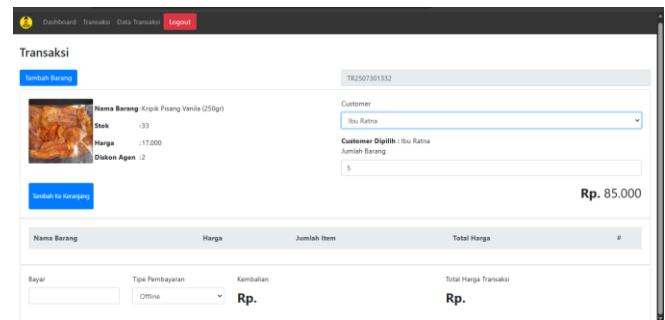 Dashboard Transaksi Data Transaksi Logout
Transaksi
Tambah Barang
TR2507301332
Nama Barang :Kripik Pisang Vanila (250gr)
Stok :33
Harga :17.000
Diskon Agen :2
Customer
Ibu Ratna
Customer Dipilih : Ibu Ratna
Jumlah Barang
5
Tambah Ke Keranjang
Rp. 85.000
Nama Barang Harga Jumlah Item Total Harga #
Bayar Tipe Pembayaran Kembalian Total Harga Transaksi
Offline Rp. Rp.